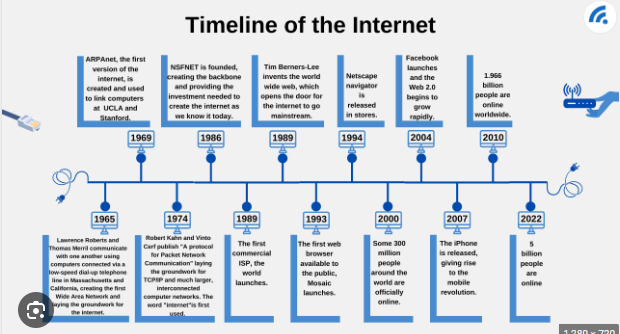 Timeline of the Internet
ARPAnet, the first
version of the
internet, is
created and used
to link computers
at UCLA and
Stanford.
NSFNET is founded,
creating the backbone
and providing the
investment needed to
create the internet as
we know it today.
Tim Berners-Lee
invents the world
wide web, which
opens the door for
the internet to go
mainstream.
Netscape
navigator
is
released
in stores.
Facebook
launches
and the
Web 2.0
begins to
grow
rapidly.
1.966
billion
people are
online
worldwide.
1969
1986
1989
1994
2004
2010
1965
1974
1989
1993
2000
2007
2022
Lawrence Roberts and
Thomas Merril communicate
with one another using
computers connected via a
low-speed dial-up telephone
line in Massachusetts and
California, creating the first
Wide Area Network and
laying the groundwork for
the internet.
Robert Kahn and Vinto
Cerf publish "A protocol
for Packet Network
Communication" laying
the groundwork for
TCP/IP and much larger,
interconnected
computer networks. The
word "internet"is first
used.
The first
commercial
ISP, the
world
launches.
The first web
browser
available to
the public,
Mosaic
launches.
Some 300
million
people
around the
world are
officially
online.
The iPhone
is released,
giving rise
to the
mobile
revolution.
5
billion
people
are
online
1,280 × 720